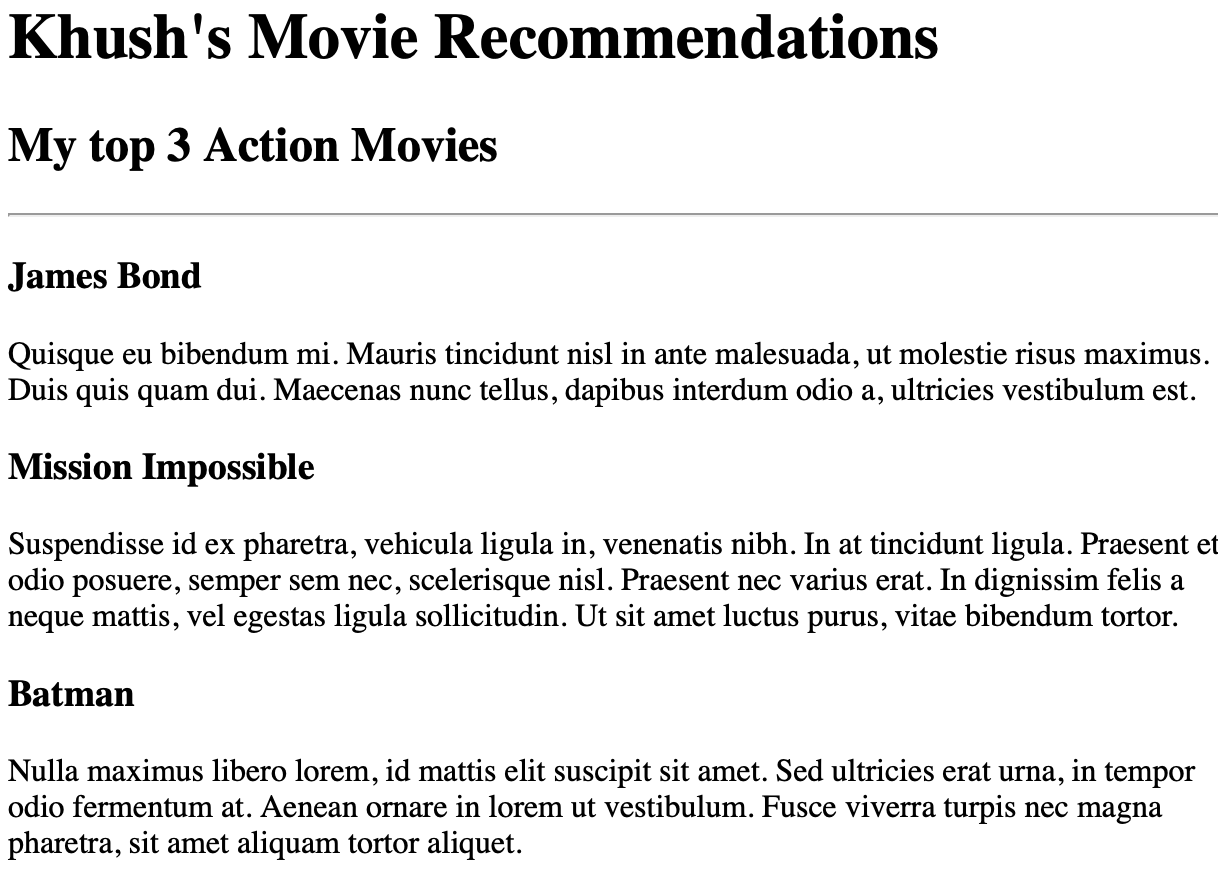 Khush's Movie Recommendations
My top 3 Action Movies
James Bond
Quisque eu bibendum mi. Mauris tincidunt nisl in ante malesuada, ut molestie risus maximus.
Duis quis quam dui. Maecenas nunc tellus, dapibus interdum odio a, ultricies vestibulum est.
Mission Impossible
Suspendisse id ex pharetra, vehicula ligula in, venenatis nibh. In at tincidunt ligula. Praesent et
odio posuere, semper sem nec, scelerisque nisl. Praesent nec varius erat. In dignissim felis a
neque mattis, vel egestas ligula sollicitudin. Ut sit amet luctus purus, vitae bibendum tortor.
Batman
Nulla maximus libero lorem, id mattis elit suscipit sit amet. Sed ultricies erat urna, in tempor
odio fermentum at. Aenean ornare in lorem ut vestibulum. Fusce viverra turpis nec magna
pharetra, sit amet aliquam tortor aliquet.